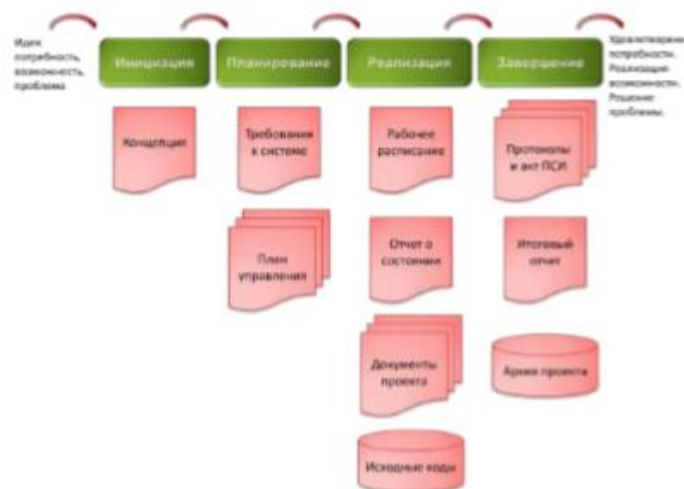 Идея
потребность,
возможность,
проблема
Инициация
Планирование
Реализация
Завершение
Удовлетворение
потребности.
Реализация
возможности.
Решение
проблемы.
Концепция
Требования
к системе
Рабочее
расписание
Протоколы
и акт ПСИ
План
управления
Отчет о
состоянии
Итоговый
отчет
Документы
проекта
Архив проекта
Исходные коды